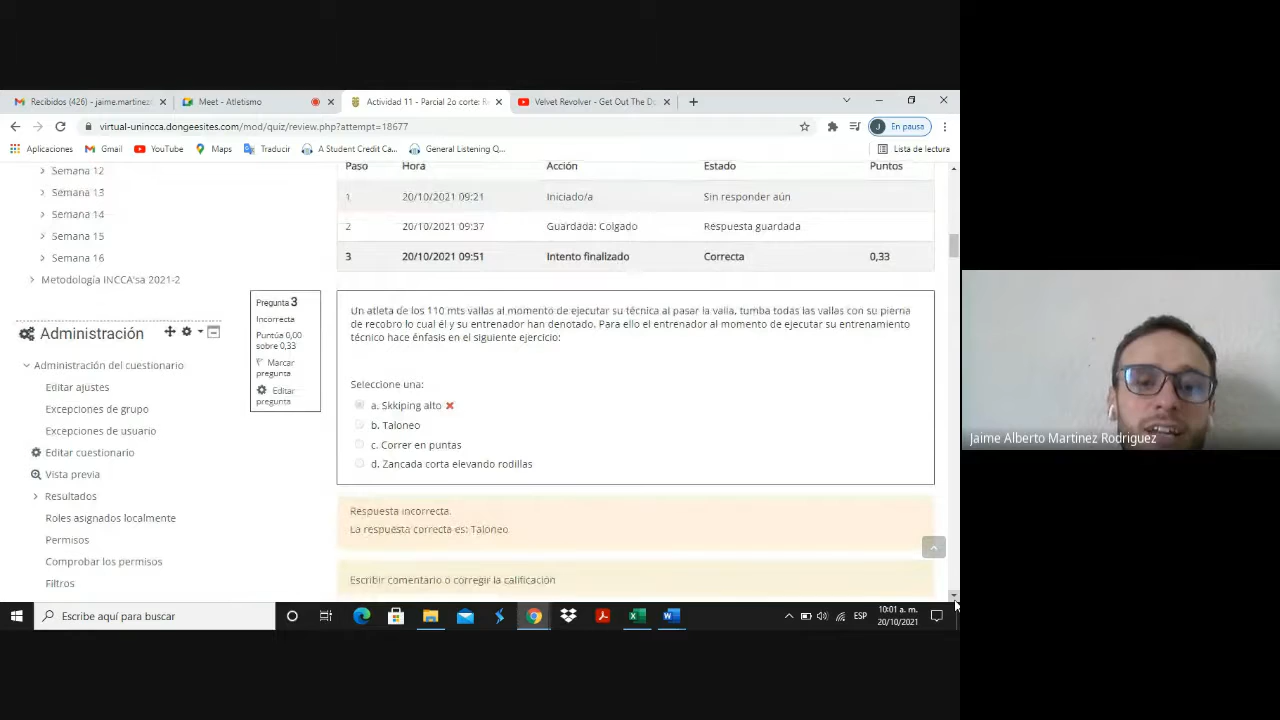 Recibidos (426) - jaime.martinez
Meet - Atletismo
Actividad 11 - Parcial 2o corte: R
Velvet Revolver - Get Out The D
virtual-unincca.dongeesites.com/mod/quiz/review.php?attempt=18677
J En pausa
Aplicaciones
Gmail
YouTube
Maps
Traducir
A Student Credit Ca...
General Listening Q...
Lista de lectura
Semana 12
Semana 13
Semana 14
Semana 15
Semana 16
Metodología INCCA'sa 2021-2
Administración
Administración del cuestionario
Editar ajustes
Excepciones de grupo
Excepciones de usuario
Editar cuestionario
Vista previa
Resultados
Roles asignados localmente
Permisos
Comprobar los permisos
Filtros
Paso Hora Acción Estado Puntos
1 20/10/2021 09:21 Iniciado/a Sin responder aún
2 20/10/2021 09:37 Guardada: Colgado Respuesta guardada
3 20/10/2021 09:51 Intento finalizado Correcta 0,33
Pregunta 3
Incorrecta
Puntúa 0,00
sobre 0,33
Marcar
pregunta
Editar
pregunta
Un atleta de los 110 mts vallas al momento de ejecutar su técnica al pasar la valla, tumba todas las vallas con su pierna
de recobro lo cual él y su entrenador han denotado. Para ello el entrenador al momento de ejecutar su entrenamiento
técnico hace énfasis en el siguiente ejercicio:
Seleccione una:
a. Skkiping alto
b. Taloneo
c. Correr en puntas
d. Zancada corta elevando rodillas
Respuesta incorrecta.
La respuesta correcta es: Taloneo
Escribir comentario o corregir la calificación
Jaime Alberto Martinez Rodriguez
Escribe aquí para buscar
ESP
10:01 a. m.
20/10/2021